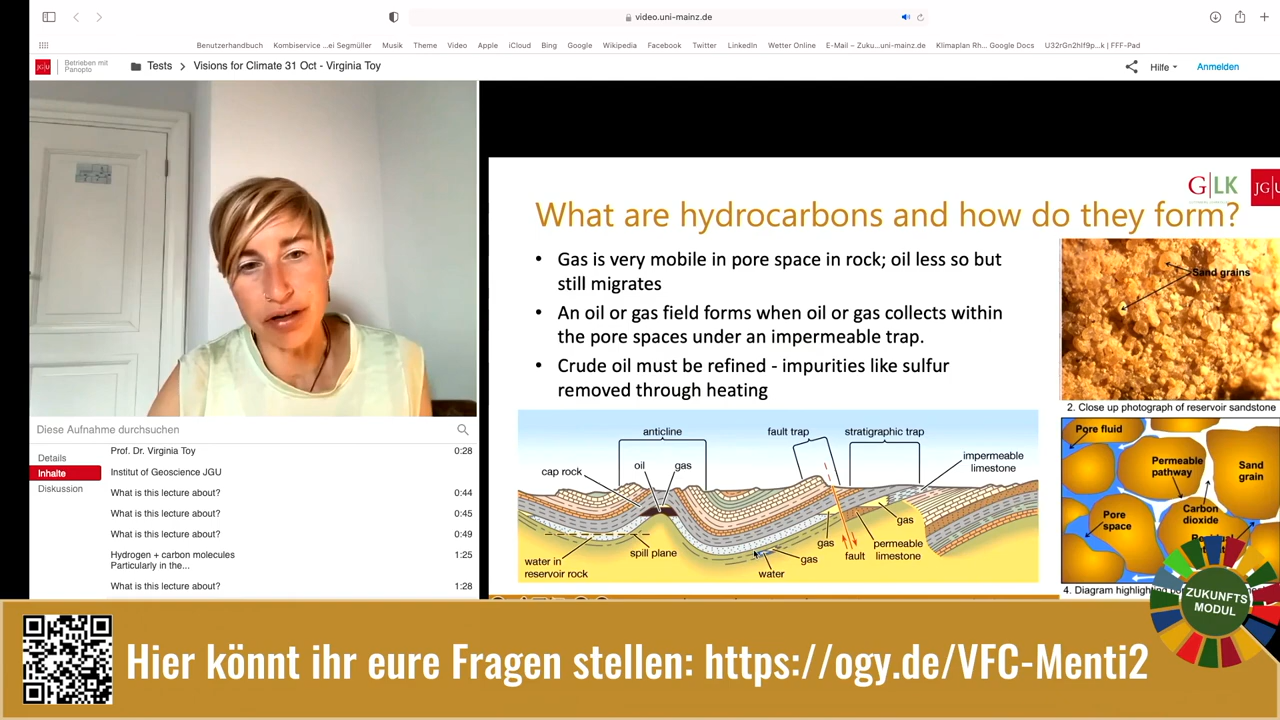 video.uni-mainz.de
Benutzerhandbuch Kombiservice ...ei Segmüller Musik Theme Video Apple iCloud Bing Google Wikipedia Facebook Twitter LinkedIn Wetter Online E-Mail – Zuku...uni-mainz.de Klimaplan Rh... Google Docs U32rGn2hlf9p...k | FFF-Pad
JG|U
Betrieben mit
Panopto
Tests
Visions for Climate 31 Oct - Virginia Toy
Hilfe
Anmelden
Diese Aufnahme durchsuchen
Details
Inhalte
Diskussion
Prof. Dr. Virginia Toy 0:28
Institut of Geoscience JGU
What is this lecture about? 0:44
What is this lecture about? 0:45
What is this lecture about? 0:49
Hydrogen + carbon molecules 1:25
Particularly in the...
What is this lecture about? 1:28
G|LK
JG|U
What are hydrocarbons and how do they form?
• Gas is very mobile in pore space in rock; oil less so but
still migrates
• An oil or gas field forms when oil or gas collects within
the pore spaces under an impermeable trap.
• Crude oil must be refined - impurities like sulfur
removed through heating
anticline
fault trap
stratigraphic trap
cap rock
oil
gas
impermeable
limestone
water in
reservoir rock
spill plane
water
gas
gas
fault
permeable
limestone
gas
Sand grains
2. Close up photograph of reservoir sandstone
Pore fluid
Permeable
pathway
Sand
grain
Pore
space
Carbon
dioxide
4. Diagram highlighting
ZUKUNFTS
MODUL
Hier könnt ihr eure Fragen stellen: https://ogy.de/VFC-Menti2